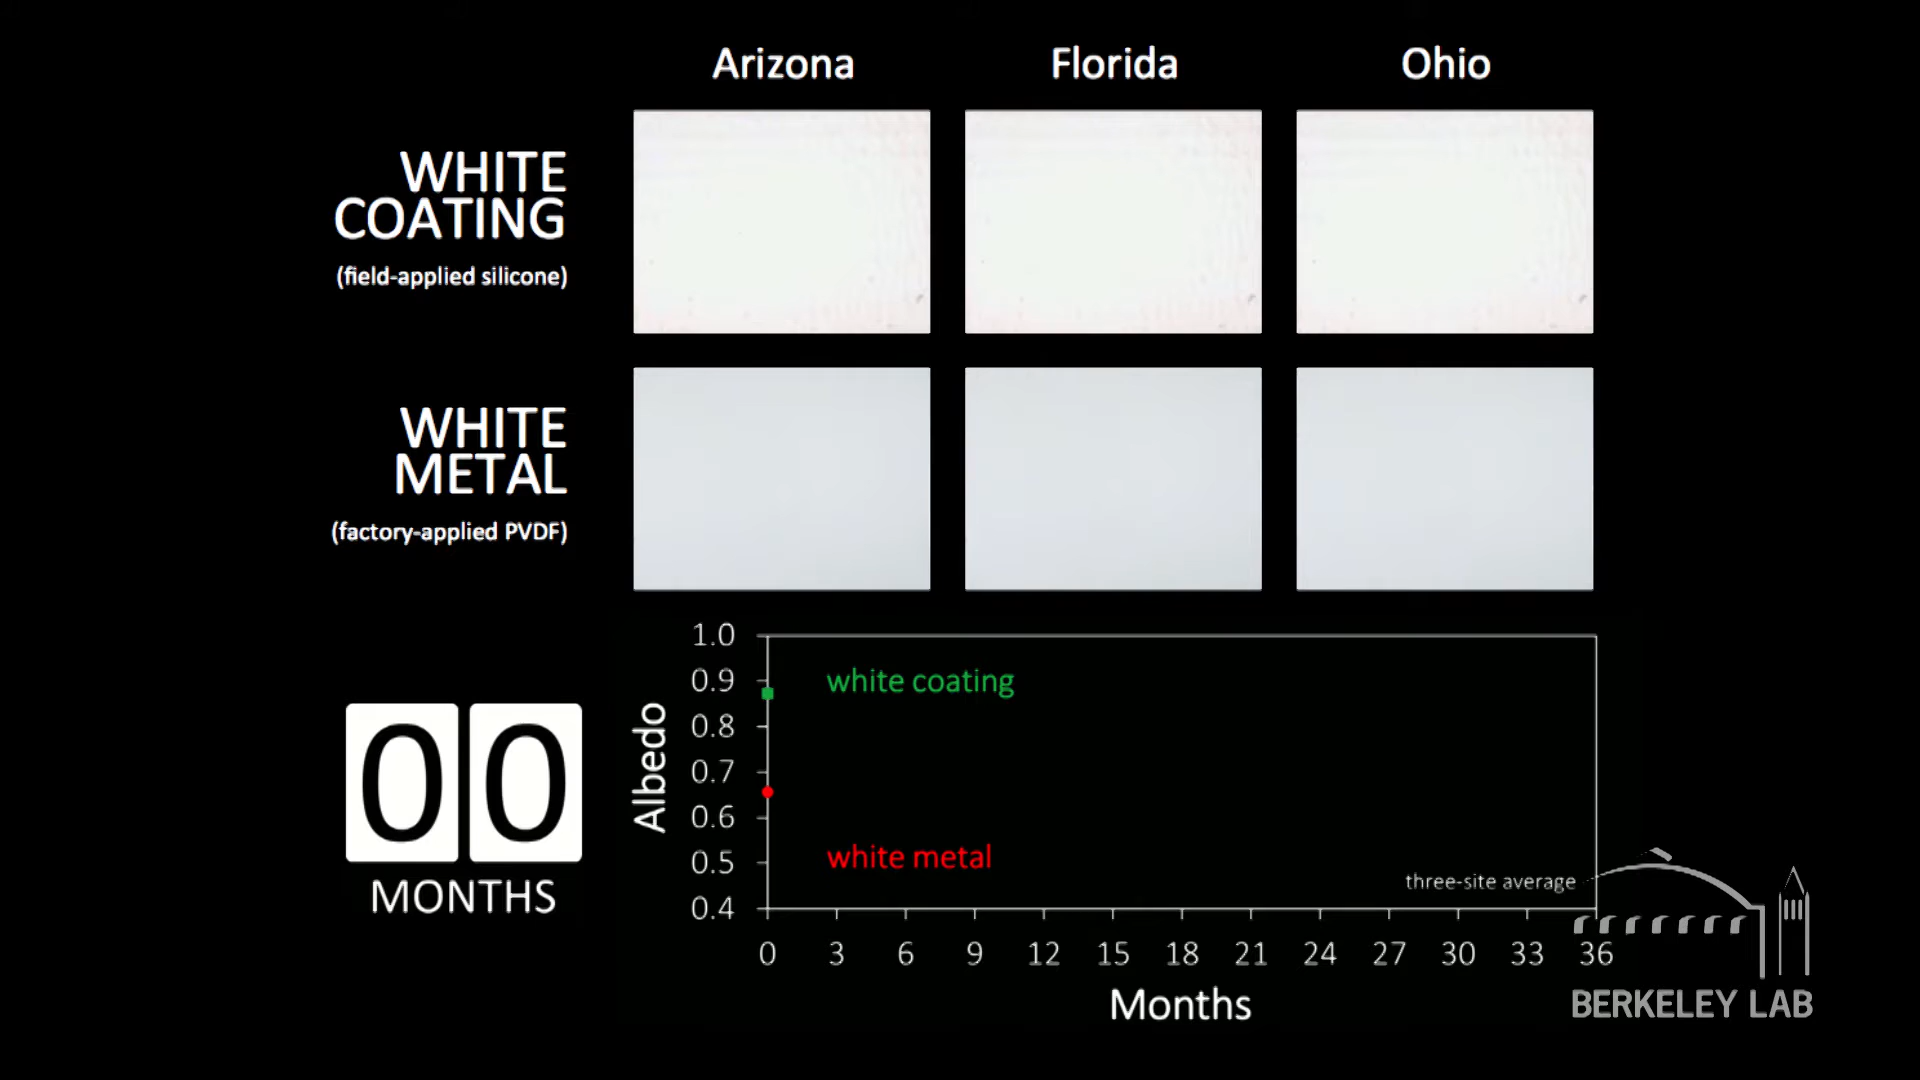 Arizona Florida Ohio
WHITE
COATING
(field-applied silicone)
WHITE
METAL
(factory-applied PVDF)
00
MONTHS
Albedo
1.0
0.9
0.8
0.7
0.6
0.5
0.4
white coating
white metal
three-site average
0 3 6 9 12 15 18 21 24 27 30 33 36
Months
BERKELEY LAB